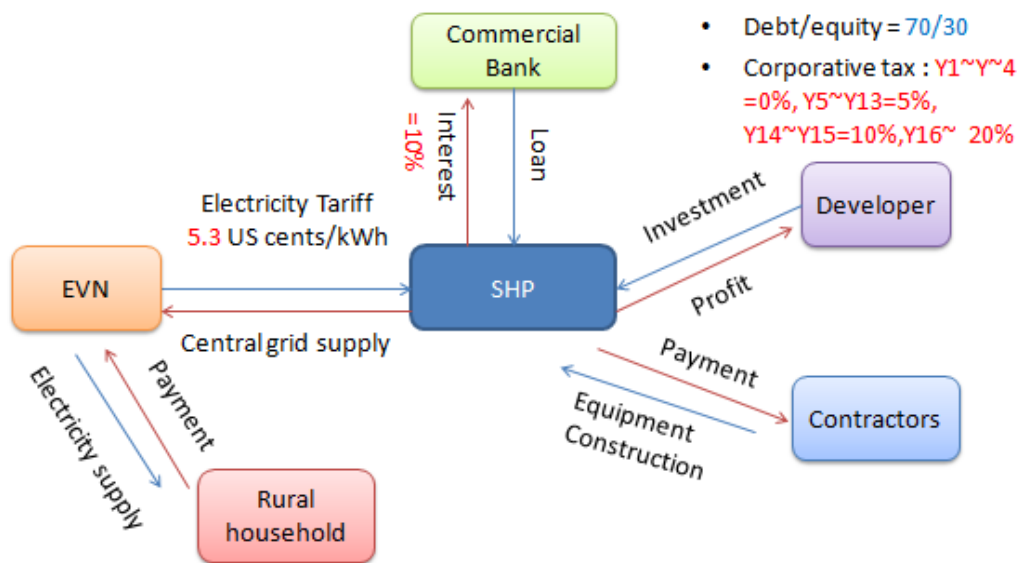 Commercial
Bank
• Debt/equity = 70/30
• Corporative tax : Y1~Y~4
=0%, Y5~Y13=5%,
Y14~Y15=10%,Y16~ 20%
Interest
=10%
Loan
Electricity Tariff
5.3 US cents/kWh
Investment
Developer
EVN
SHP
Profit
Central grid supply
Payment
Equipment
Construction
Contractors
Payment
Electricity supply
Rural
household